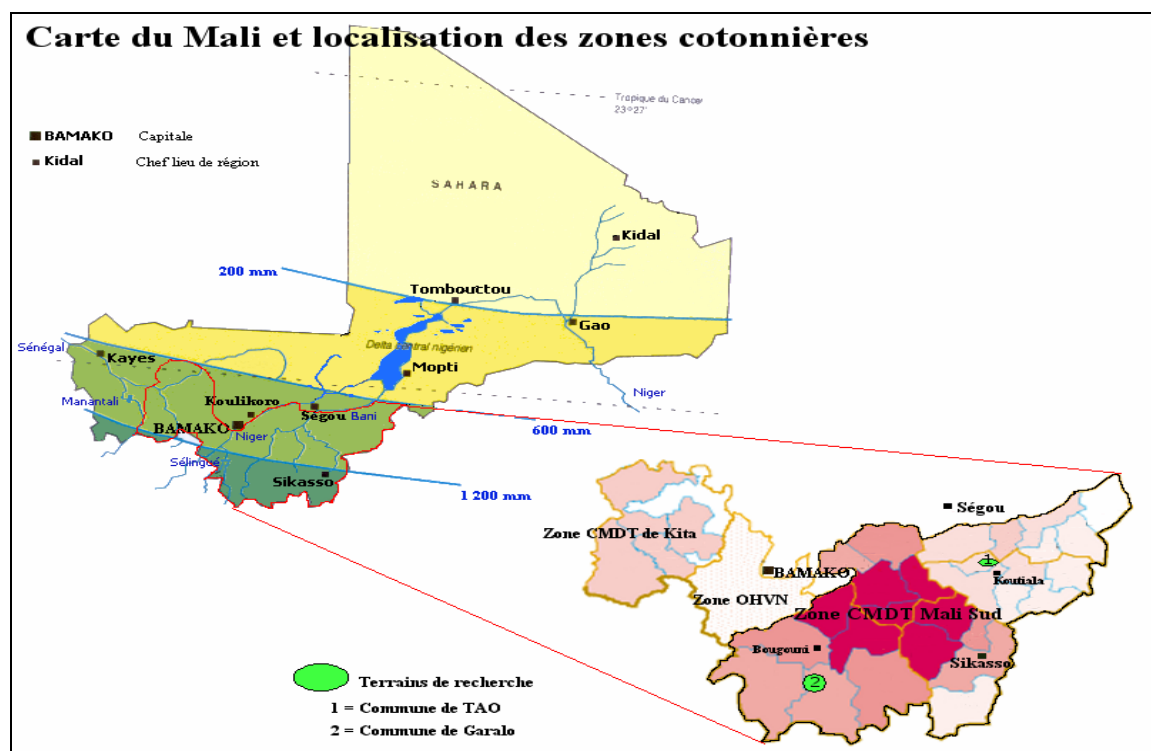 Carte du Mali et localisation des zones cotonnières
Tropique du Cancer
23°27'
BAMAKO Capitale
Kidal Chef lieu de région
SAHARA
Kidal
200 mm
Tombouttou
Gao
Delta central nigérien
Sénégal
Kayes
Mopti
Niger
Manantali
Koulikoro
Ségou
Bani
BAMAKO
Niger
600 mm
Sélingué
Sikasso
1 200 mm
Ségou
Zone CMDT de Kita
1
BAMAKO
Koutiala
Zone OHVN
Zone CMDT Mali Sud
Bougouni
Sikasso
2
Terrains de recherche
1 = Commune de TAO
2 = Commune de Garalo